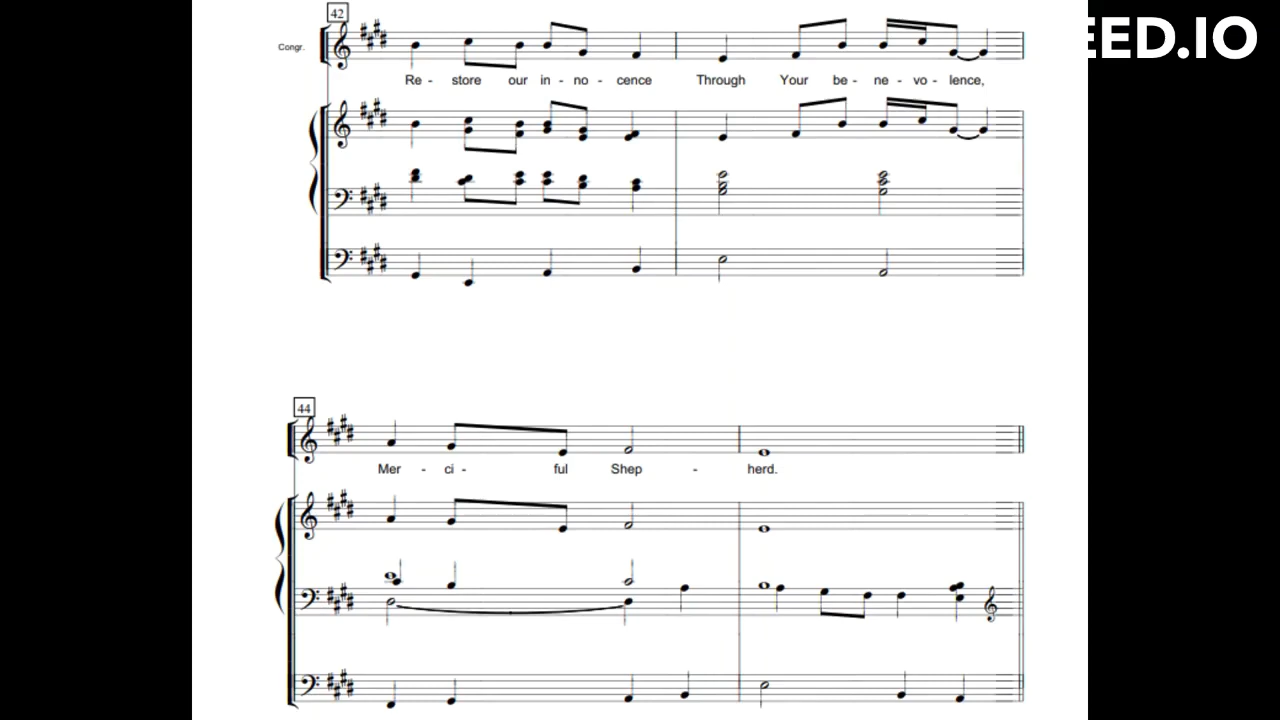 EED.IO
42
Congr.
Re - store our in - no - cence Through Your be - ne - vo - lence,
44
Mer - ci - ful Shep - herd.